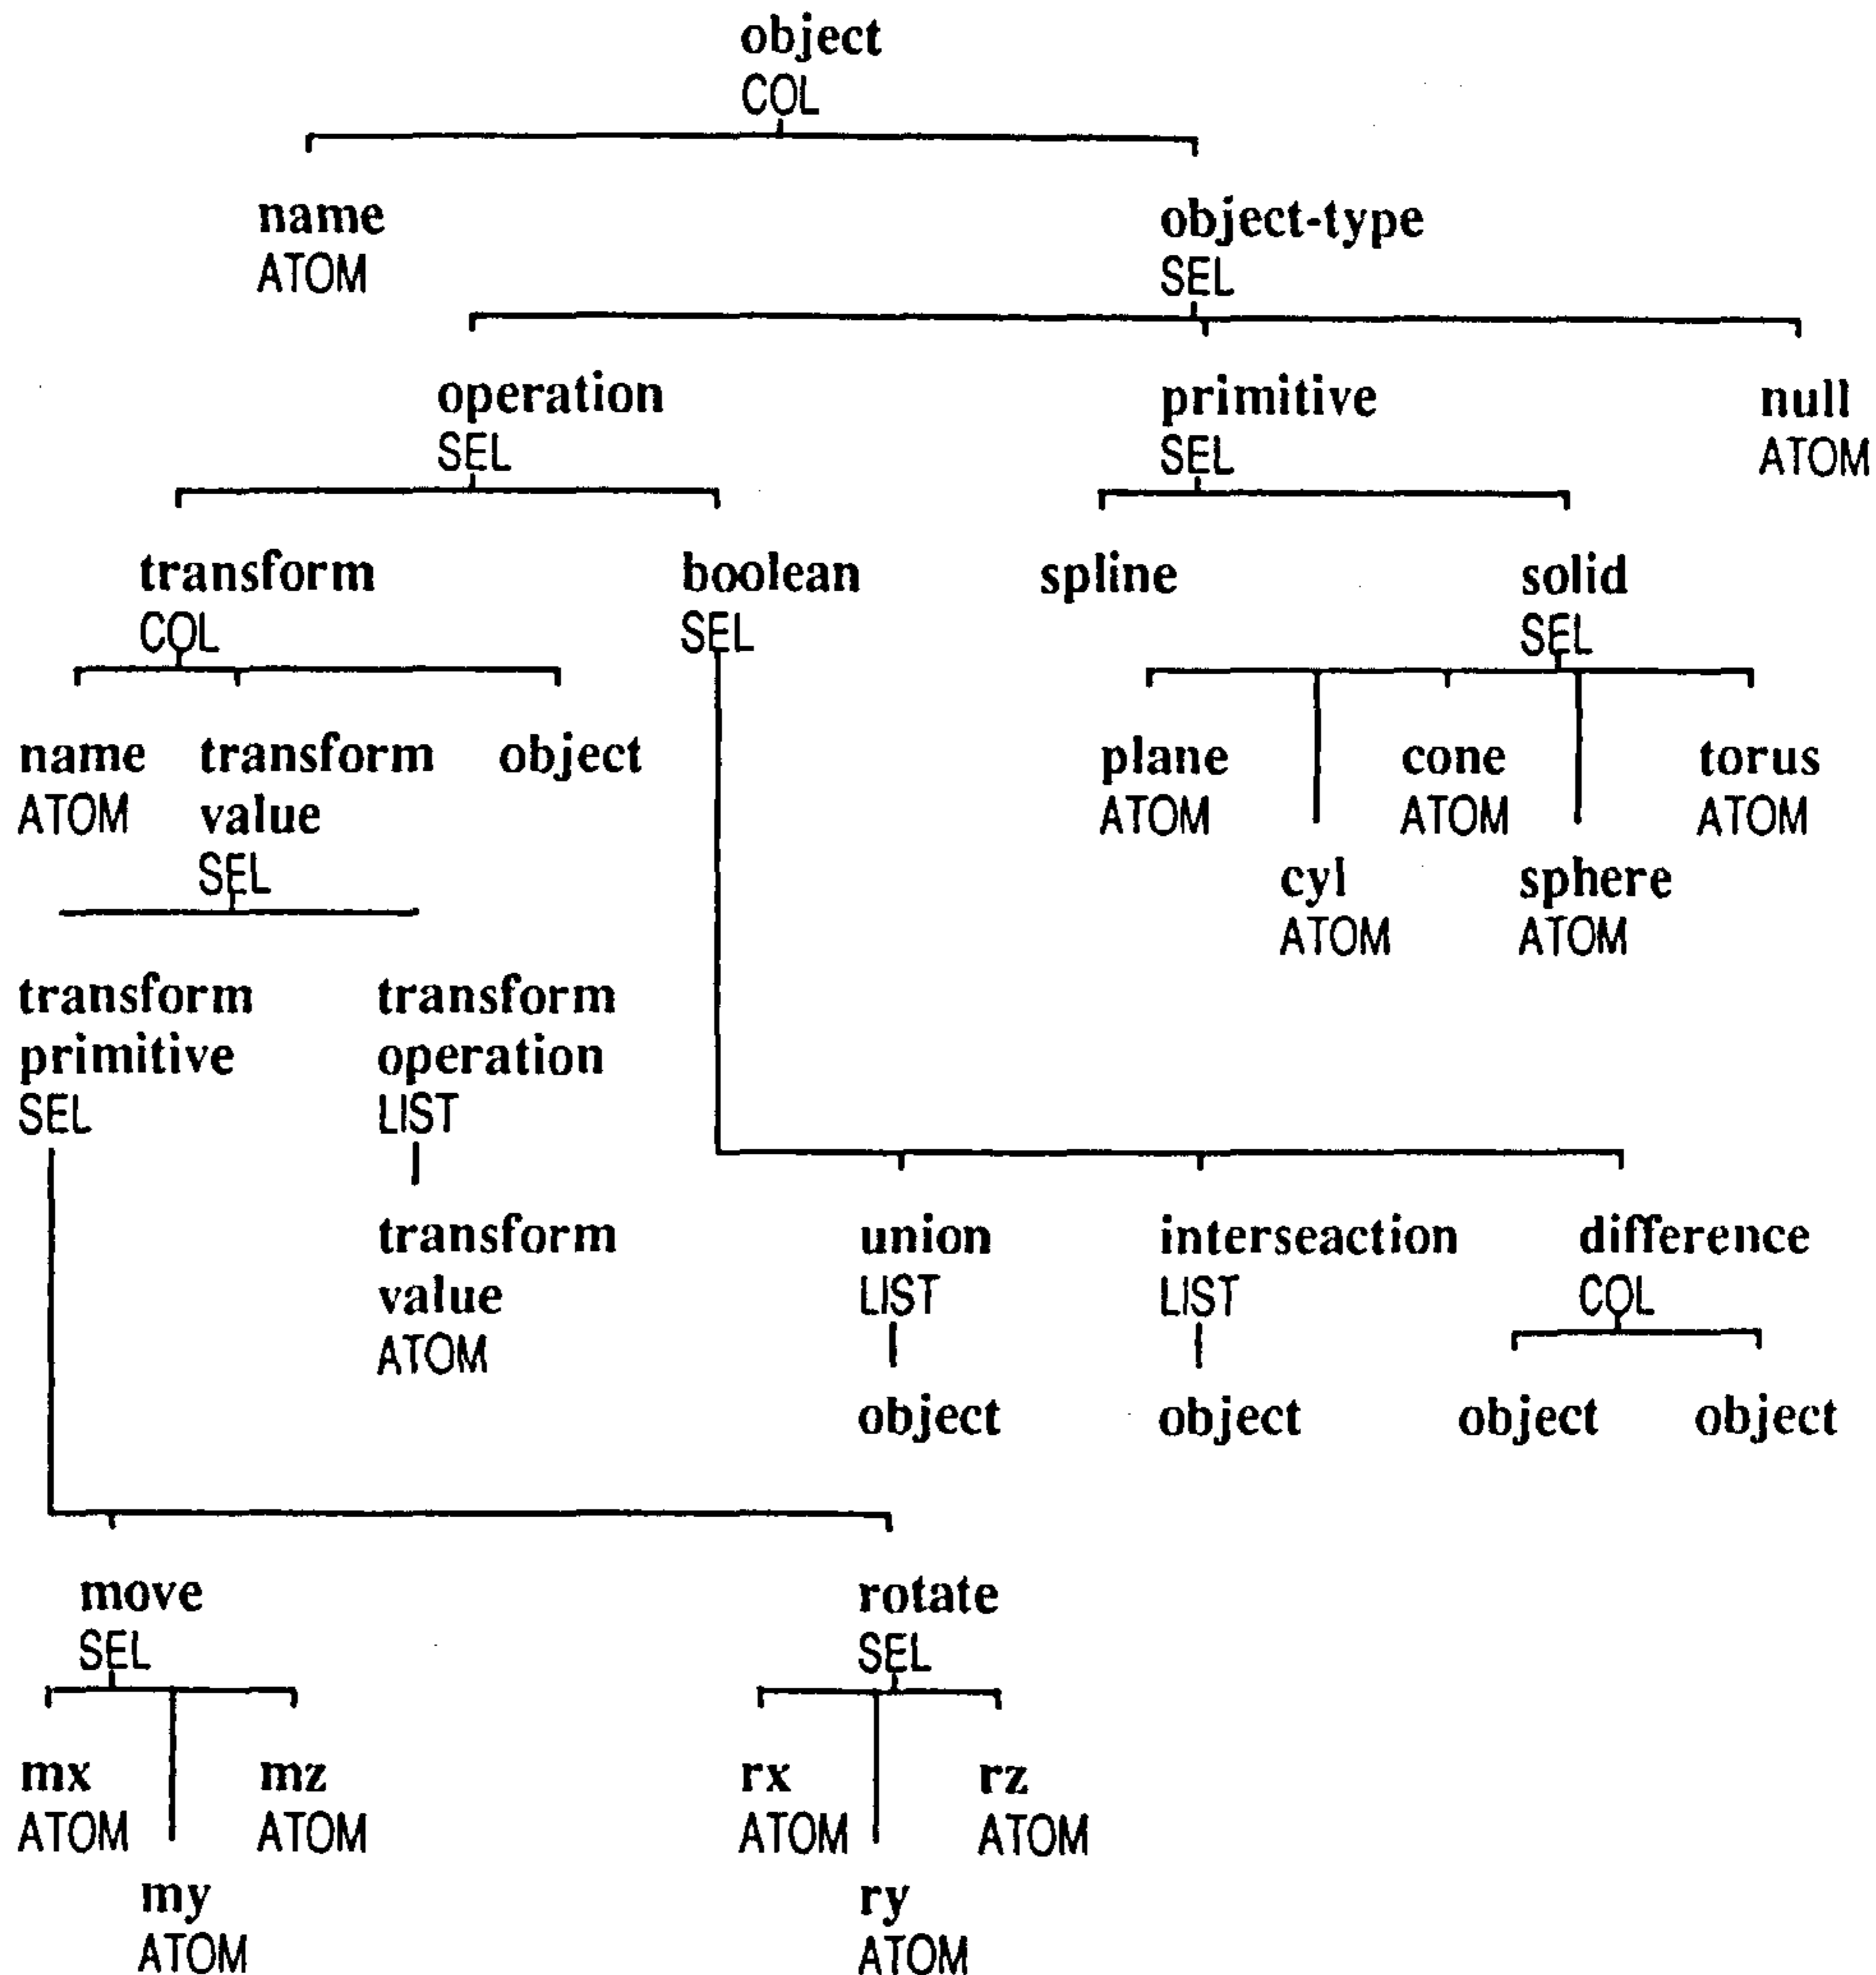 object
COL
name
ATOM
object-type
SEL
operation
SEL
primitive
SEL
null
ATOM
transform
COL
boolean
SEL
spline
solid
SEL
name
ATOM
transform
value
SEL
object
plane
ATOM
cyl
ATOM
cone
ATOM
sphere
ATOM
torus
ATOM
transform
primitive
SEL
transform
operation
LIST
transform
value
ATOM
union
LIST
object
interseaction
LIST
object
difference
COL
object
object
move
SEL
rotate
SEL
mx
ATOM
my
ATOM
mz
ATOM
rx
ATOM
ry
ATOM
rz
ATOM